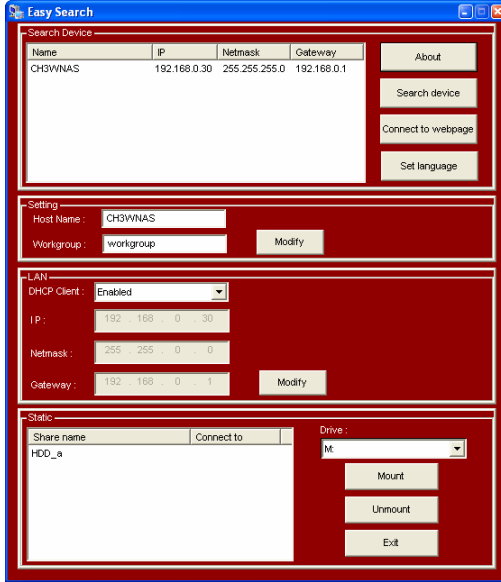 Easy Search
Search Device
Name IP Netmask Gateway
CH3WNAS 192.168.0.30 255.255.255.0 192.168.0.1
About
Search device
Connect to webpage
Set language
Setting
Host Name : CH3WNAS
Workgroup : workgroup
Modify
LAN
DHCP Client : Enabled
I P : 192 . 168 . 0 . 30
Netmask : 255 . 255 . 0 . 0
Gateway : 192 . 168 . 0 . 1
Modify
Static
Share name Connect to
HDD_a
Drive :
M:
Mount
Unmount
Exit